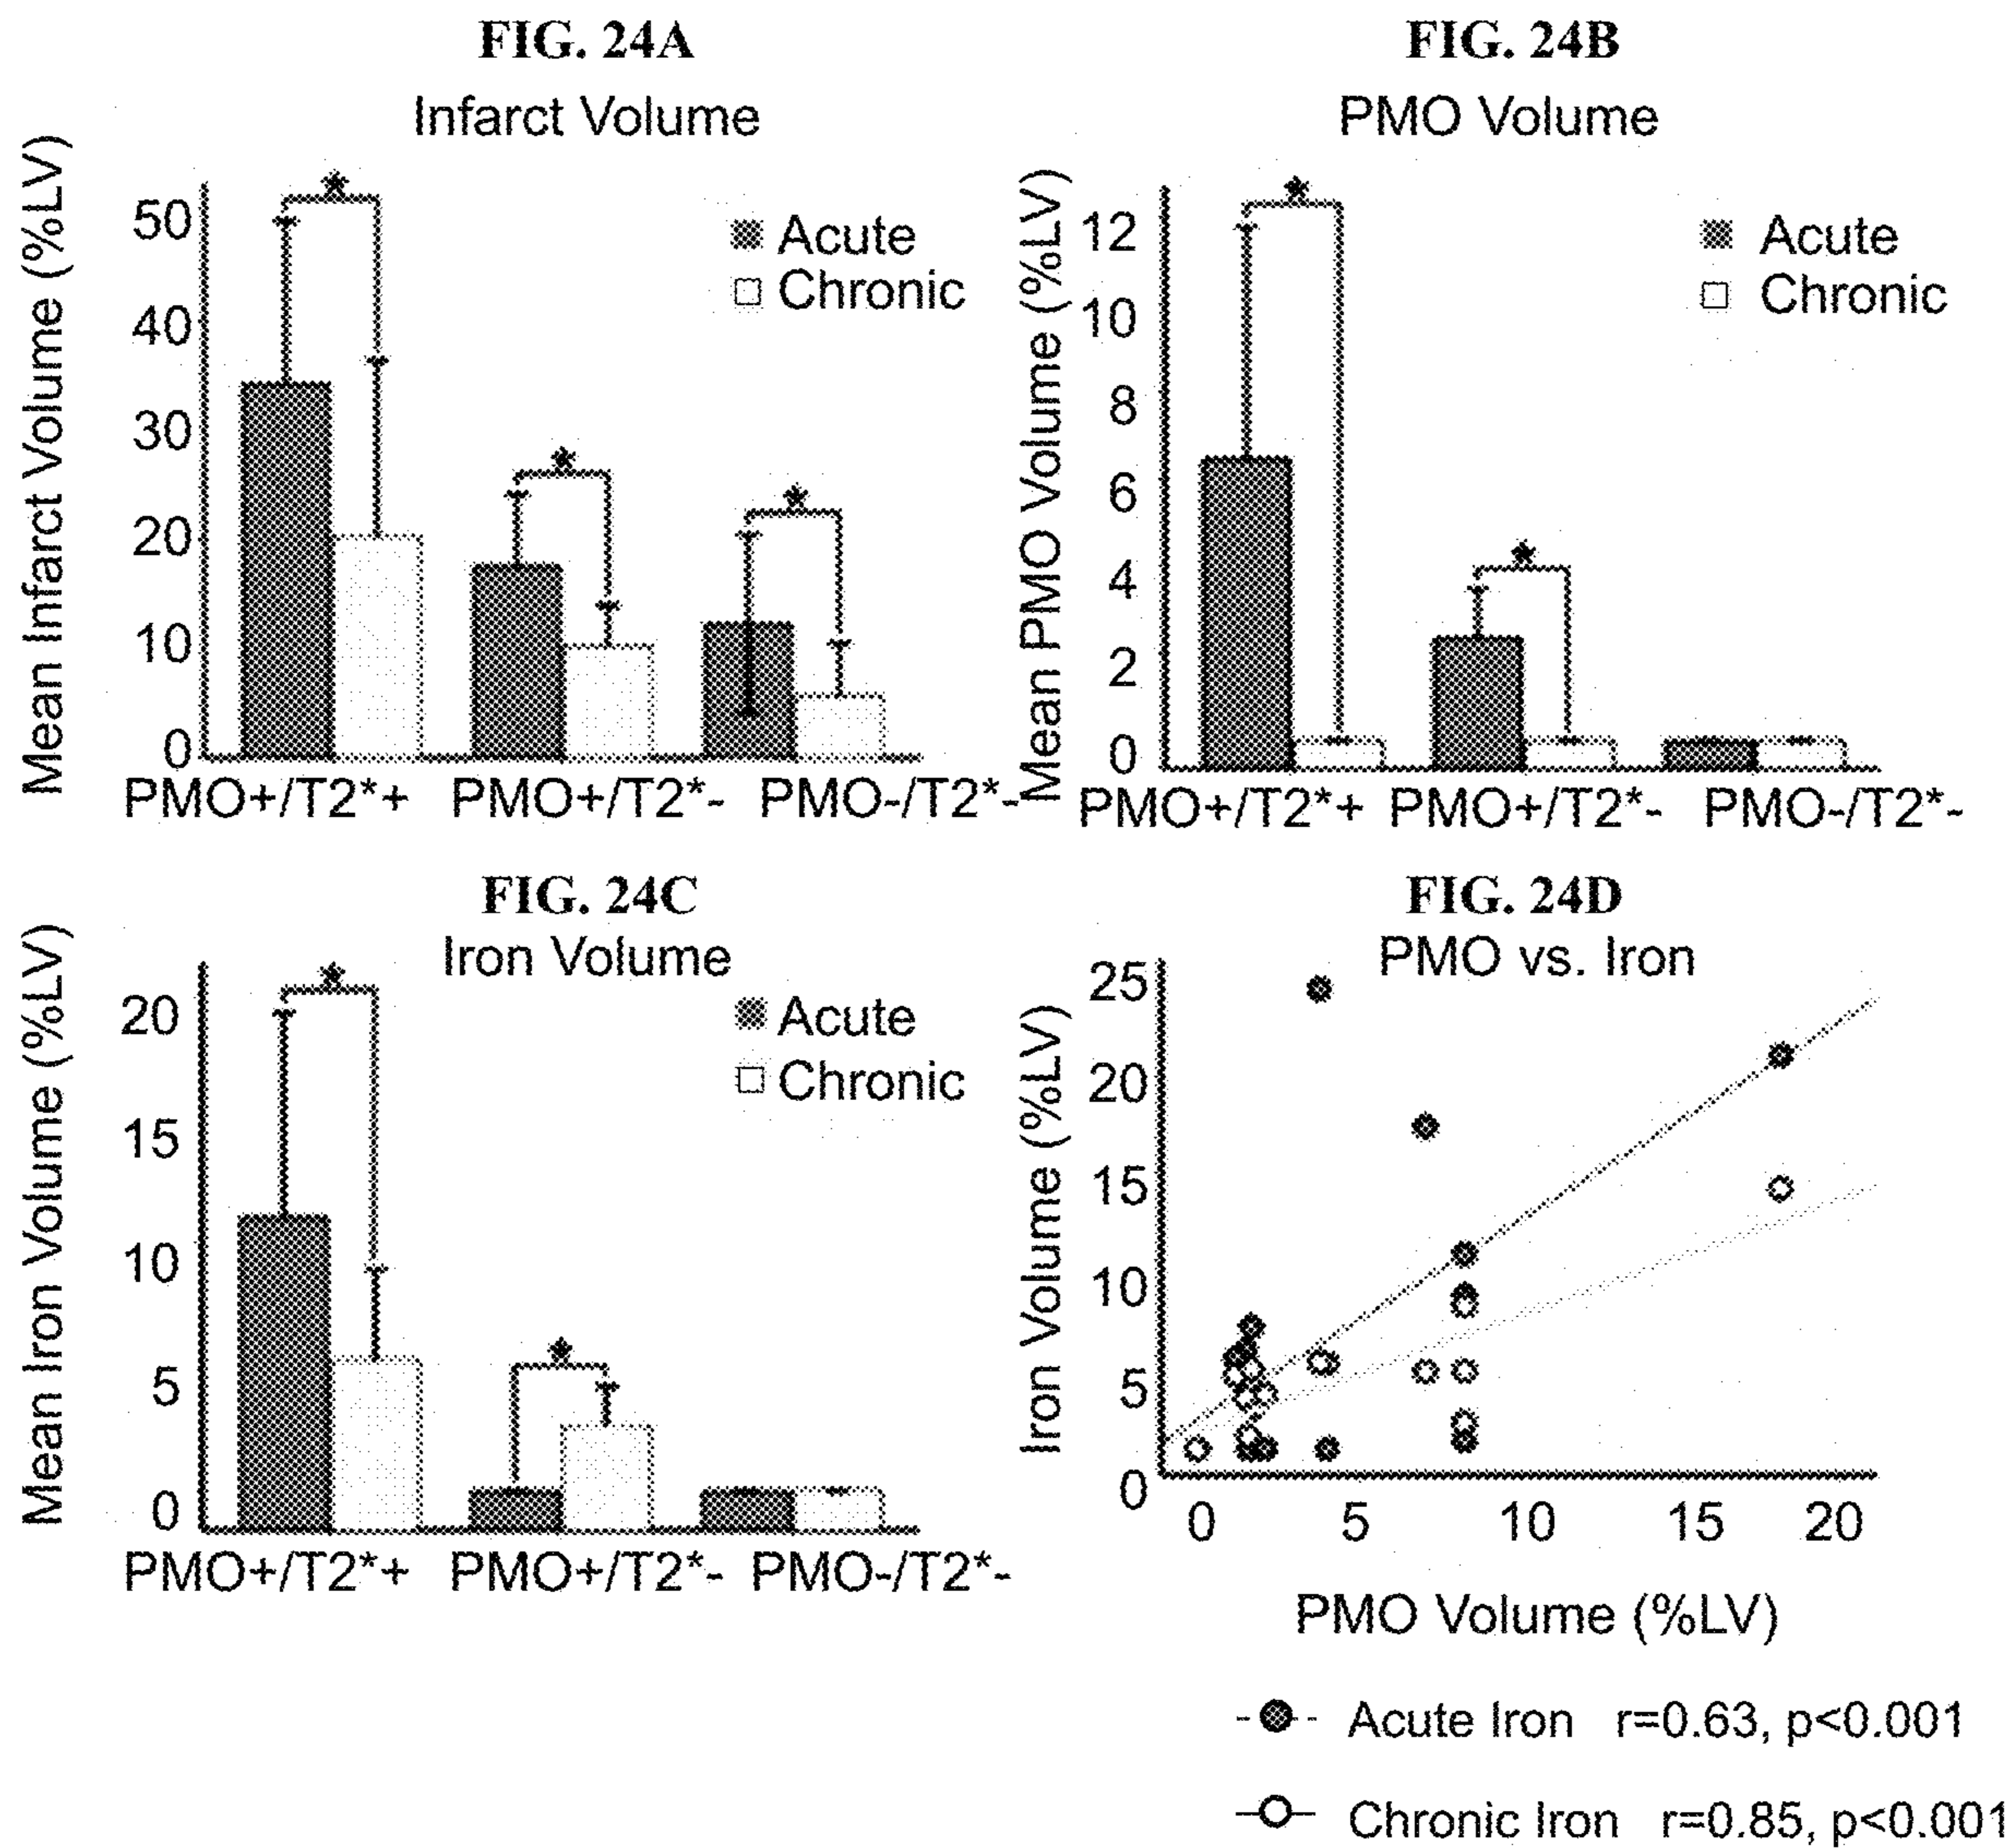 FIG. 24A
Infarct Volume
Mean Infarct Volume (%LV)
50
40
30
20
10
0
Acute
Chronic
*
*
*
PMO+/T2*+ PMO+/T2*- PMO-/T2*-
FIG. 24B
PMO Volume
Mean PMO Volume (%LV)
12
10
8
6
4
2
0
Acute
Chronic
*
*
PMO+/T2*+ PMO+/T2*- PMO-/T2*-
FIG. 24C
Iron Volume
Mean Iron Volume (%LV)
20
15
10
5
0
Acute
Chronic
*
*
PMO+/T2*+ PMO+/T2*- PMO-/T2*-
FIG. 24D
PMO vs. Iron
Iron Volume (%LV)
25
20
15
10
5
0
0 5 10 15 20
PMO Volume (%LV)
Acute Iron r=0.63, p<0.001
Chronic Iron r=0.85, p<0.001